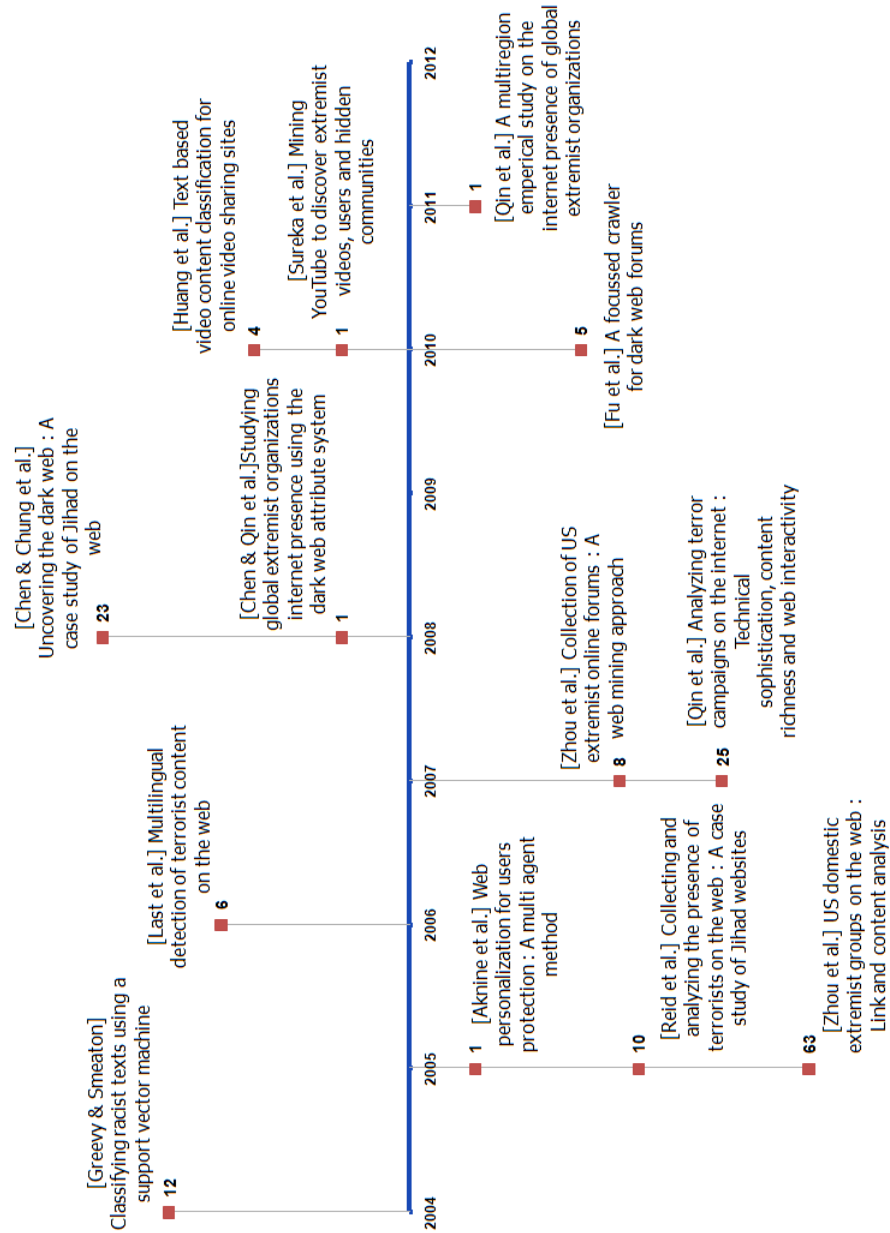 [Greevy & Smeaton]
Classifying racist texts using a
support vector machine
12
[Last et al.] Multilingual
detection of terrorist content
on the web
6
[Chen & Chung et al.]
Uncovering the dark web : A
case study of Jihad on the
web
23
[Chen & Qin et al.]Studying
global extremist organizations
internet presence using the
dark web attribute system
1
[Huang et al.] Text based
video content classification for
online video sharing sites
4
[Sureka et al.] Mining
YouTube to discover extremist
videos, users and hidden
communities
1
2004
2005
2006
2007
2008
2009
2010
2011
2012
1
[Aknine et al.] Web
personalization for users
protection : A multi agent
method
10
[Reid et al.] Collecting and
analyzing the presence of
terrorists on the web : A case
study of Jihad websites
63
[Zhou et al.] US domestic
extremist groups on the web :
Link and content analysis
[Zhou et al.] Collection of US
extremist online forums : A
web mining approach
8
[Qin et al.] Analyzing terror
campaigns on the internet :
Technical
sophistication, content
richness and web interactivity
25
5
[Fu et al.] A focussed crawler
for dark web forums
1
[Qin et al.] A multiregion
emperical study on the
internet presence of global
extremist organizations